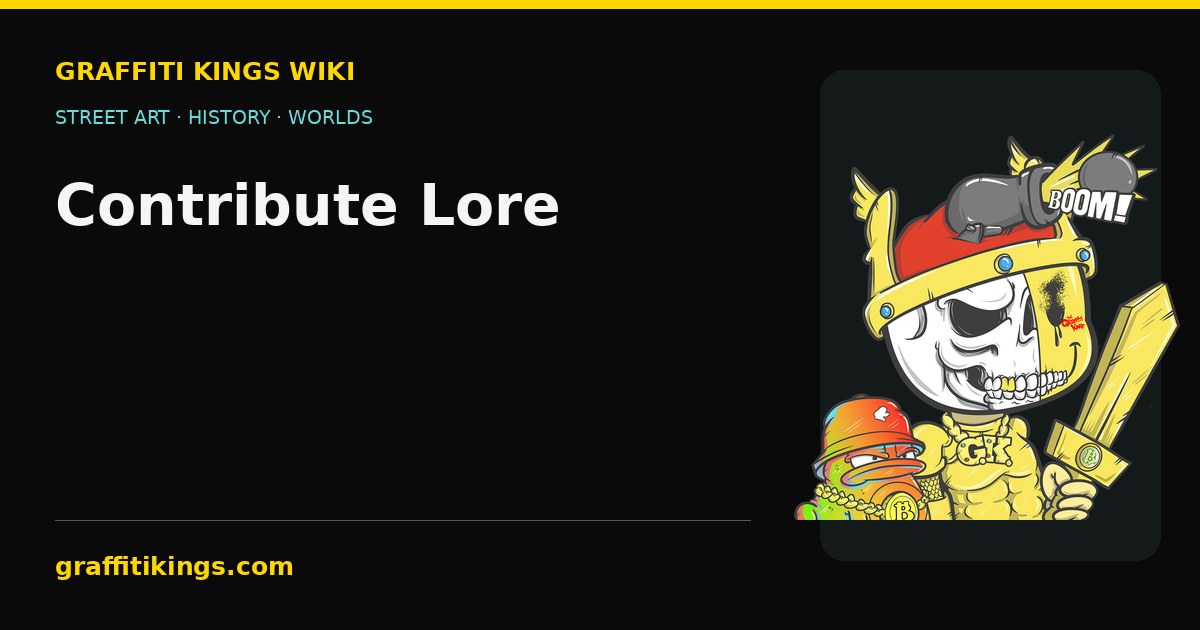 GRAFFITI KINGS WIKI
STREET ART · HISTORY · WORLDS
Contribute Lore
BOOM!
GK
B
B
graffitikings.com